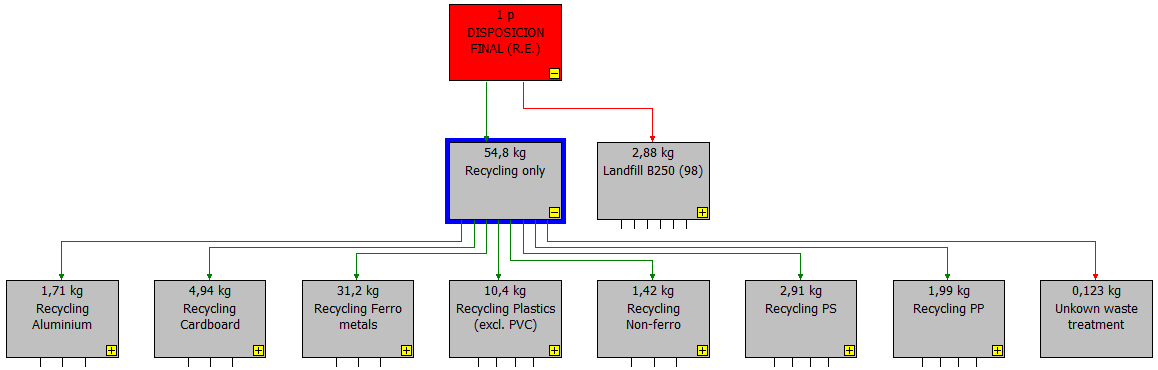 1 p
DISPOSICION
FINAL (R.E.)
54,8 kg
Recycling only
2,88 kg
Landfill B250 (98)
1,71 kg
Recycling
Aluminium
4,94 kg
Recycling
Cardboard
31,2 kg
Recycling Ferro
metals
10,4 kg
Recycling Plastics
(excl. PVC)
1,42 kg
Recycling
Non-ferro
2,91 kg
Recycling PS
1,99 kg
Recycling PP
0,123 kg
Unkown waste
treatment